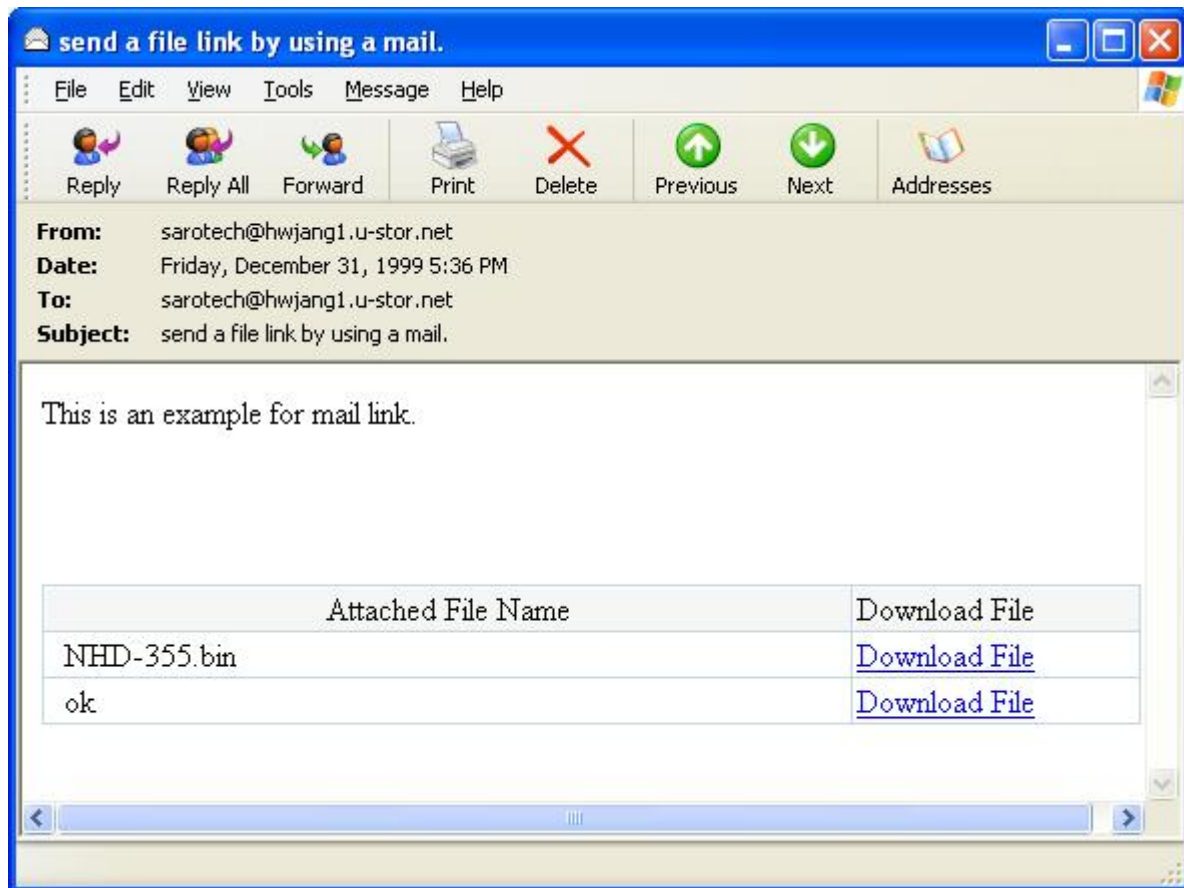 send a file link by using a mail.
File Edit View Tools Message Help
Reply Reply All Forward Print Delete Previous Next Addresses
From: sarotech@hwjang1.u-stor.net
Date: Friday, December 31, 1999 5:36 PM
To: sarotech@hwjang1.u-stor.net
Subject: send a file link by using a mail.
This is an example for mail link.
Attached File Name Download File
NHD-355.bin Download File
ok Download File